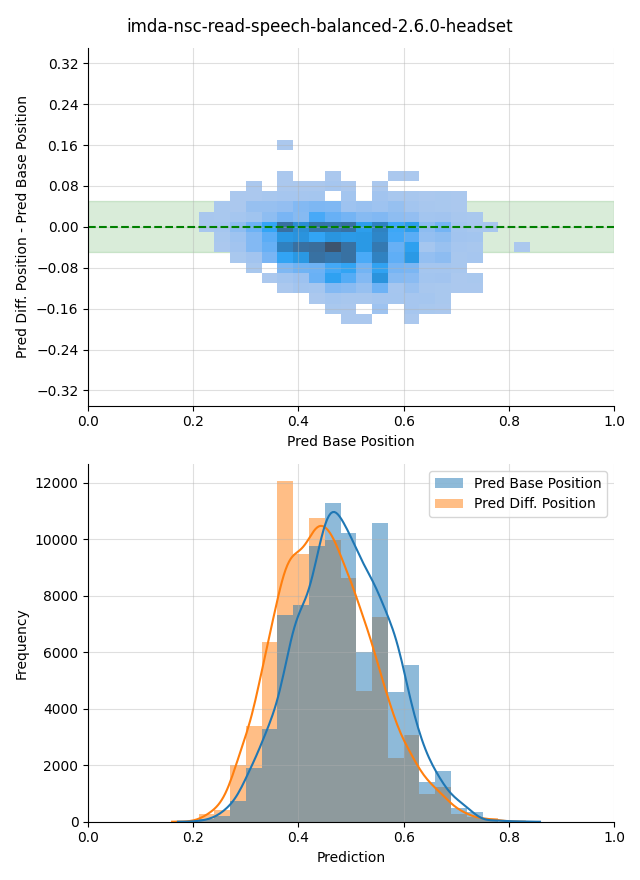 imda-nsc-read-speech-balanced-2.6.0-headset
Pred Diff. Position - Pred Base Position
0.32
0.24
0.16
0.08
0.00
−0.08
−0.16
−0.24
−0.32
0.0 0.2 0.4 0.6 0.8 1.0
Pred Base Position
Frequency
12000
10000
8000
6000
4000
2000
0
Pred Base Position
Pred Diff. Position
0.0 0.2 0.4 0.6 0.8 1.0
Prediction